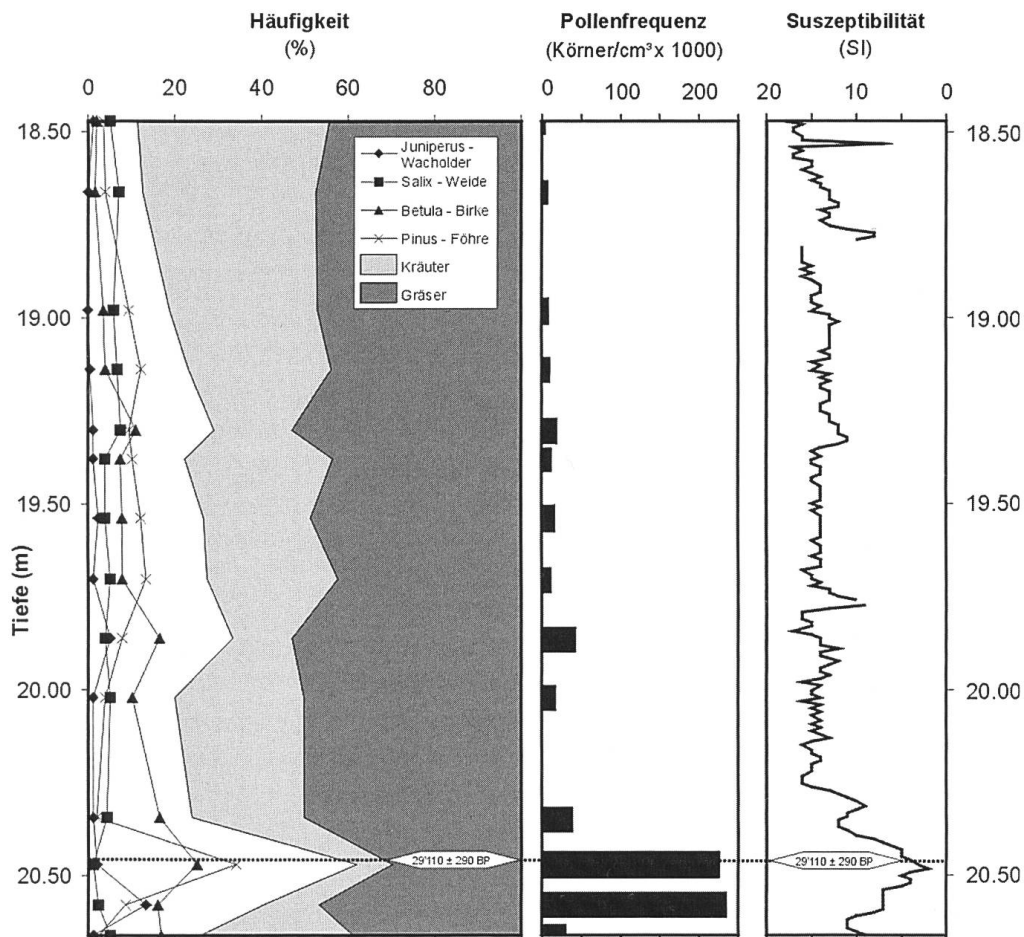 Häufigkeit
(%)
Pollenfrequenz
(Körner/cm³x 1000)
Suszeptibilität
(SI)
0 20 40 60 80
0 100 200
20 10 0
Tiefe (m)
18.50
19.00
19.50
20.00
20.50
Juniperus -
Wacholder
Salix - Weide
Betula - Birke
Pinus - Föhre
Kräuter
Gräser
29'110 ± 290 BP
29'110 ± 290 BP
18.50
19.00
19.50
20.00
20.50